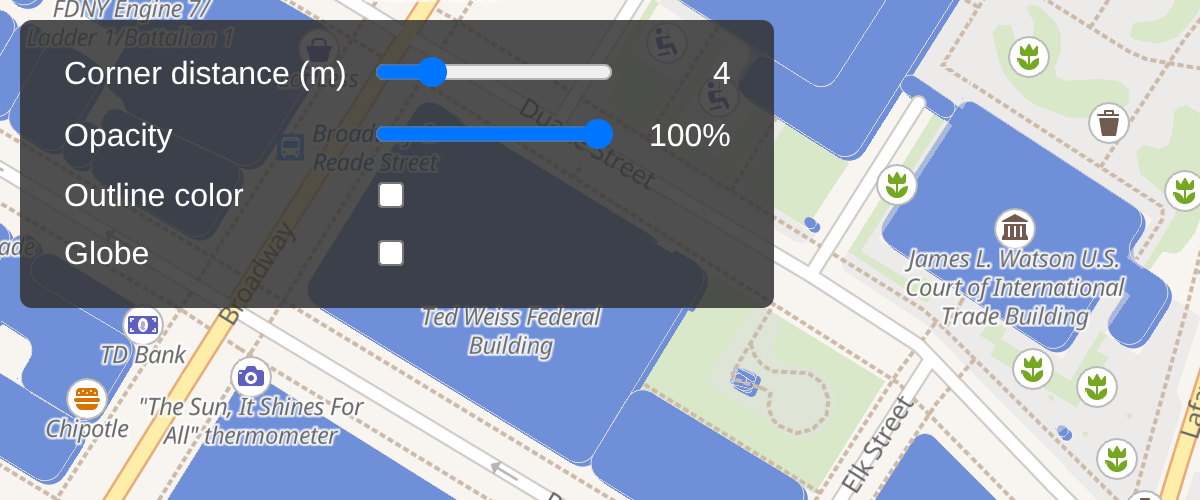 FDNY Engine 7/
Ladder 1/Battalion 1
Corner distance (m)
4
Opacity
100%
Outline color
Globe
Reade Street
Duane Street
Broadway
Ted Weiss Federal
Building
TD Bank
Chipotle
"The Sun, It Shines For
All" thermometer
Elk Street
James L. Watson U.S.
Court of International
Trade Building